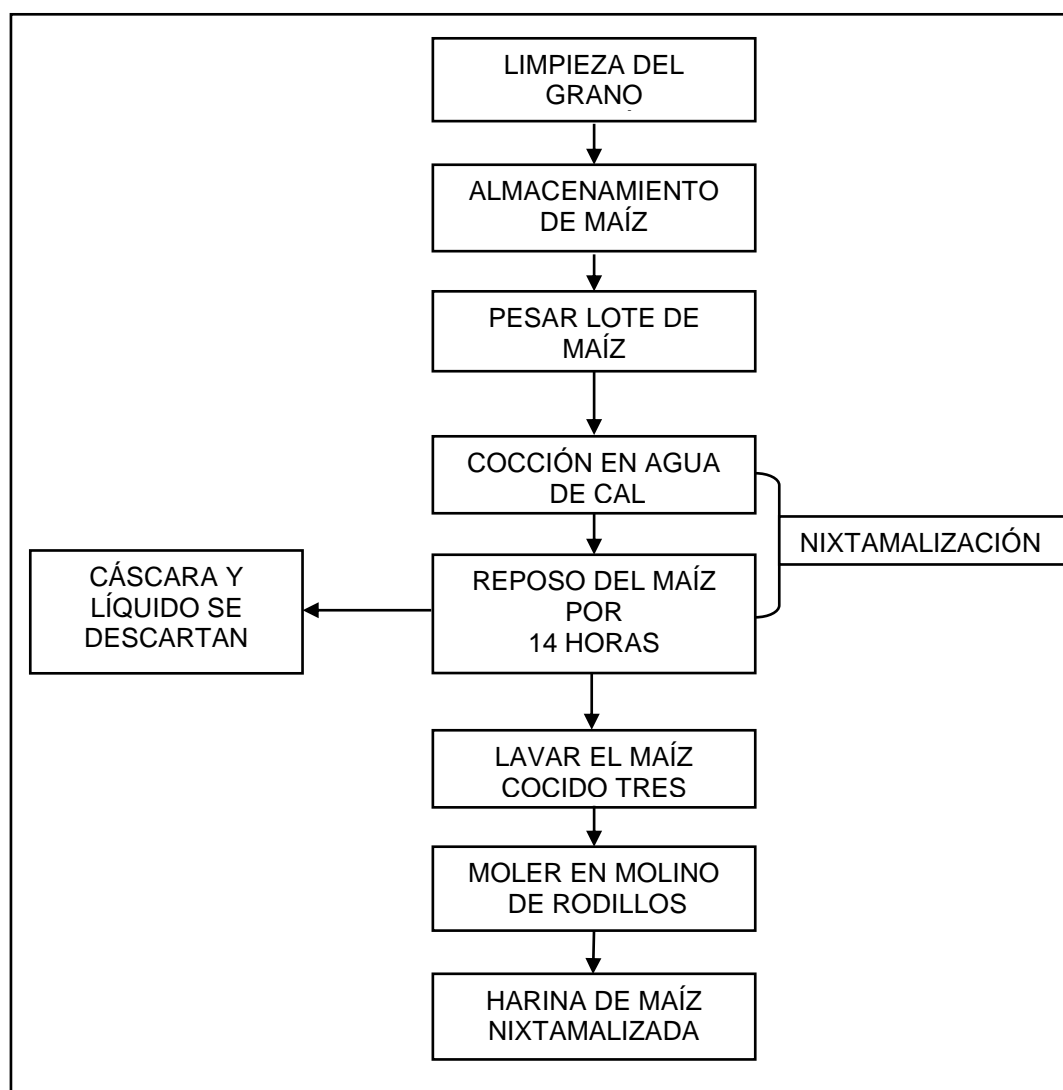 LIMPIEZA DEL
GRANO
ALMACENAMIENTO
DE MAÍZ
PESAR LOTE DE
MAÍZ
COCCIÓN EN AGUA
DE CAL
NIXTAMALIZACIÓN
REPOSO DEL MAÍZ
POR
14 HORAS
CÁSCARA Y
LÍQUIDO SE
DESCARTAN
LAVAR EL MAÍZ
COCIDO TRES
MOLER EN MOLINO
DE RODILLOS
HARINA DE MAÍZ
NIXTAMALIZADA